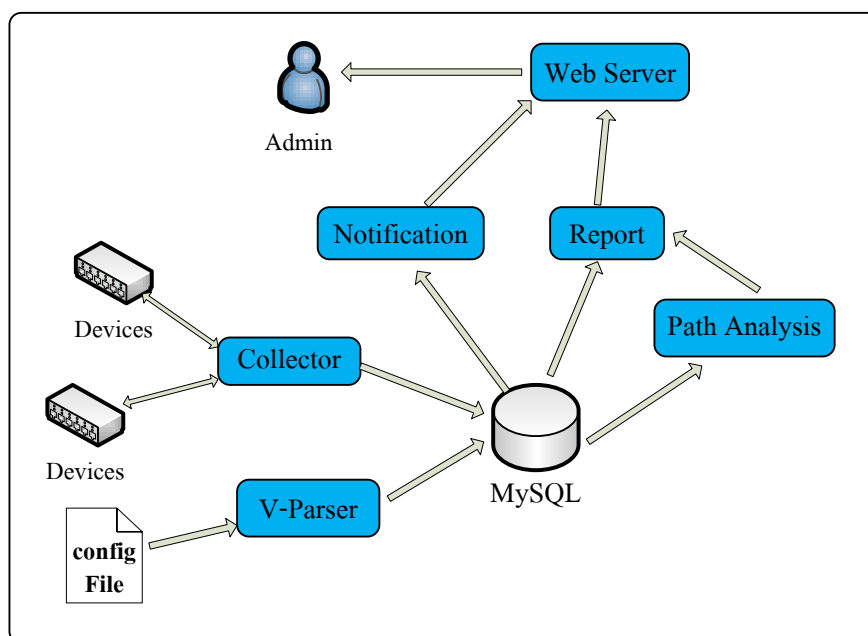 Web Server
Admin
Notification
Report
Devices
Path Analysis
Collector
Devices
MySQL
V-Parser
config
File